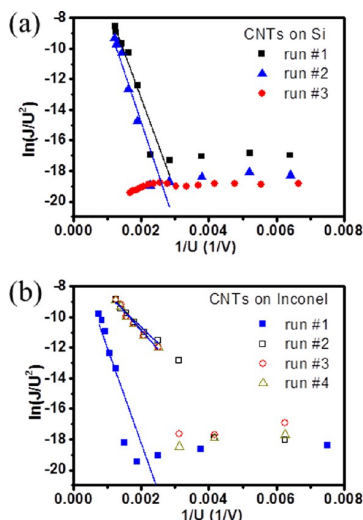 (a)
CNTs on Si
run #1
run #2
run #3
ln(J/U²)
-8
-10
-12
-14
-16
-18
-20
0.000 0.002 0.004 0.006 0.008
1/U (1/V)
(b)
CNTs on Inconel
run #1
run #2
run #3
run #4
ln(J/U²)
-8
-10
-12
-14
-16
-18
-20
-21
0.000 0.002 0.004 0.006 0.008
1/U (1/V)